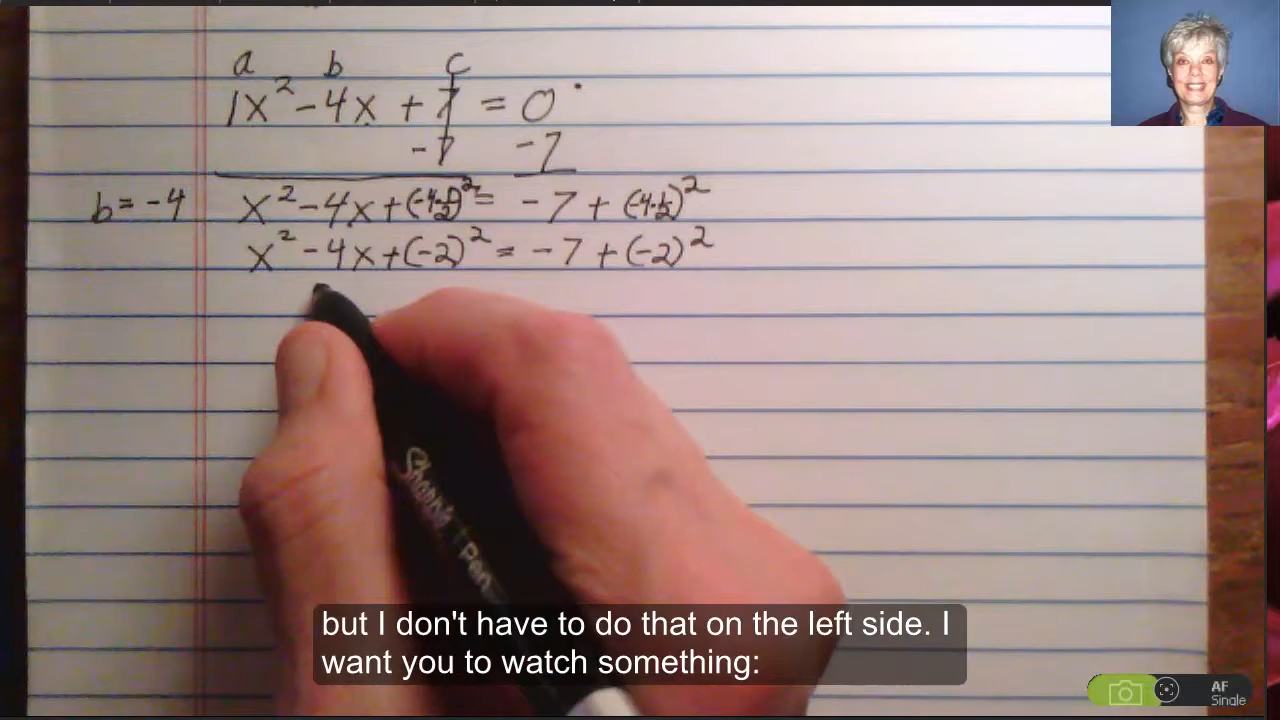 a b c
1x² - 4x + 7 = 0
-7 -7
b = -4 x² - 4x + (-4·½)² = -7 + (-4·½)²
x² - 4x + (-2)² = -7 + (-2)²
Sharpie Pen
but I don't have to do that on the left side. I
want you to watch something:
AF
Single